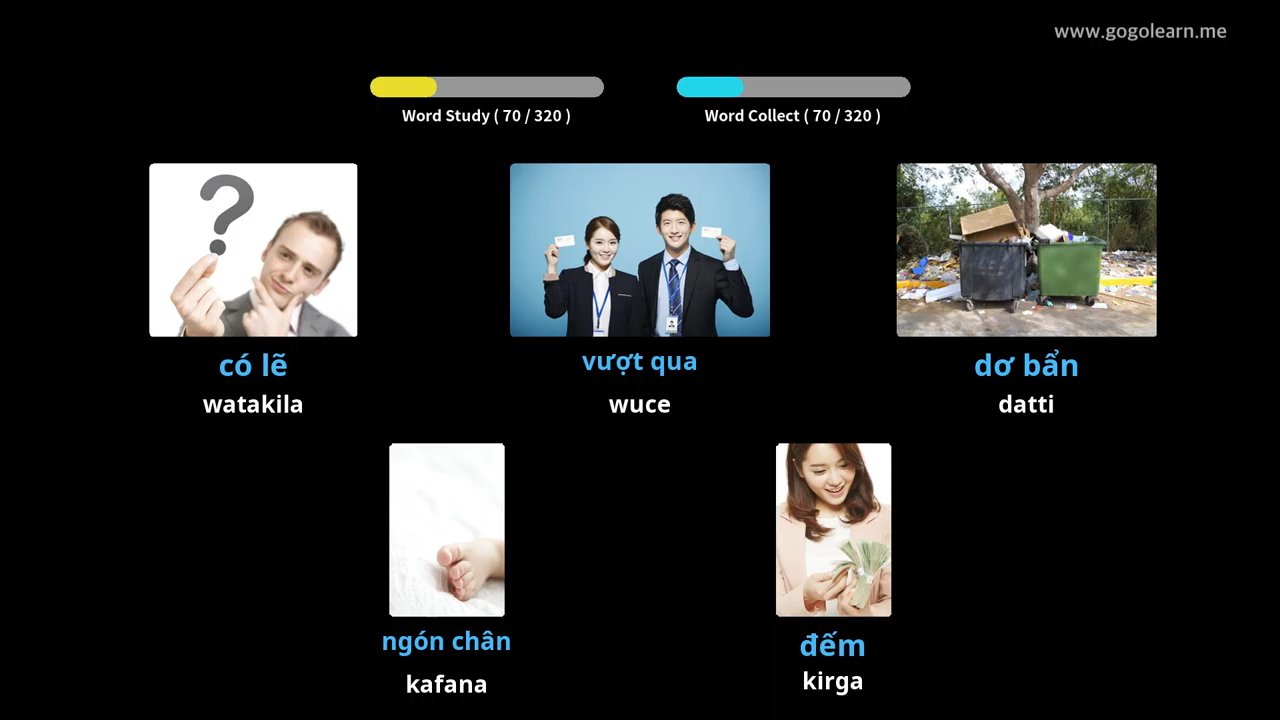 www.gogolearn.me
Word Study ( 70 / 320 )
Word Collect ( 70 / 320 )
?
có lẽ
watakila
vượt qua
wuce
dơ bẩn
datti
ngón chân
kafana
đếm
kirga